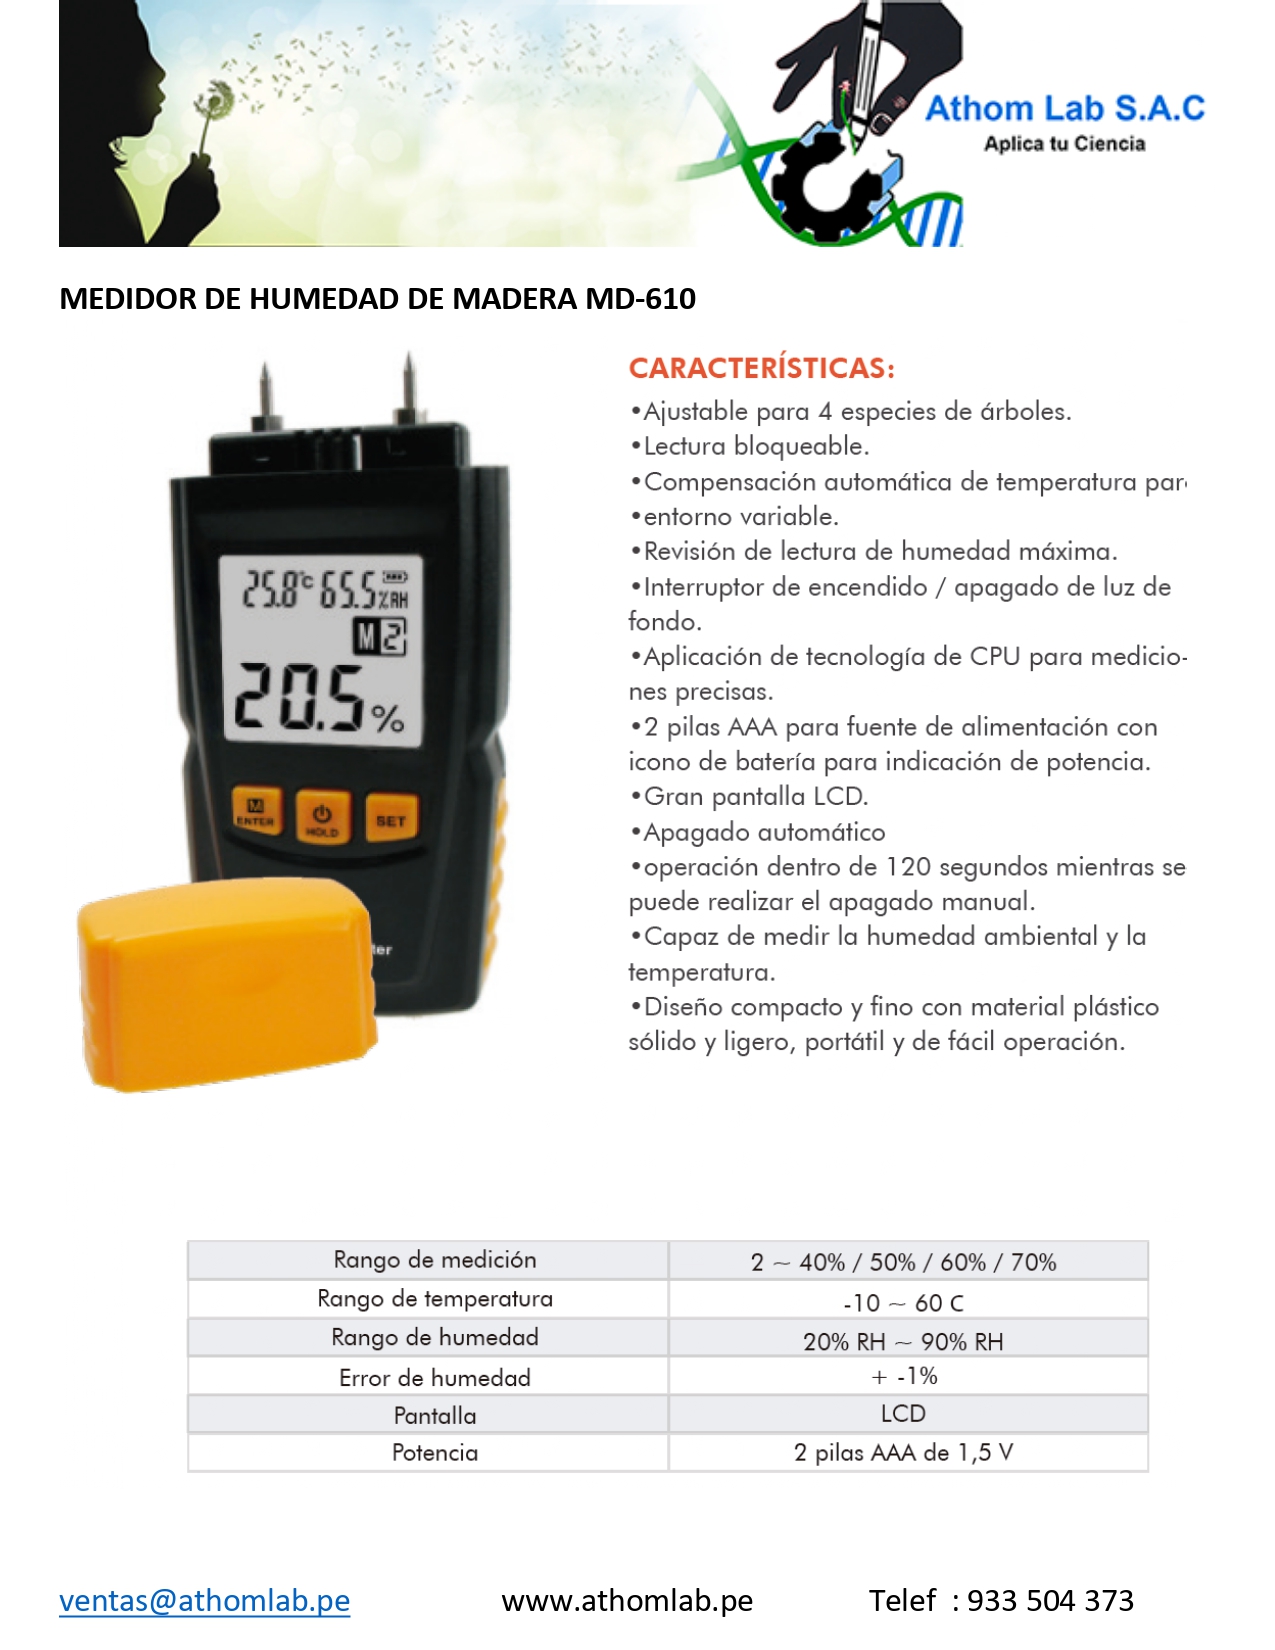 Athom Lab S.A.C
Aplica tu Ciencia
MEDIDOR DE HUMEDAD DE MADERA MD-610
25.8°C 65.5%RH
M2
20.5%
M
ENTER
HOLD
SET
CARACTERÍSTICAS:
•Ajustable para 4 especies de árboles.
•Lectura bloqueable.
•Compensación automática de temperatura
•entorno variable.
•Revisión de lectura de humedad máxima.
•Interruptor de encendido / apagado de luz de
fondo.
•Aplicación de tecnología de CPU para medicio-
nes precisas.
•2 pilas AAA para fuente de alimentación con
icono de batería para indicación de potencia.
•Gran pantalla LCD.
•Apagado automático
•operación dentro de 120 segundos mientras se
puede realizar el apagado manual.
•Capaz de medir la humedad ambiental y la
temperatura.
•Diseño compacto y fino con material plástico
sólido y ligero, portátil y de fácil operación.
Rango de medición 2 ~ 40% / 50% / 60% / 70%
Rango de temperatura -10 ~ 60 C
Rango de humedad 20% RH ~ 90% RH
Error de humedad + -1%
Pantalla LCD
Potencia 2 pilas AAA de 1,5 V
ventas@athomlab.pe www.athomlab.pe Telef : 933 504 373